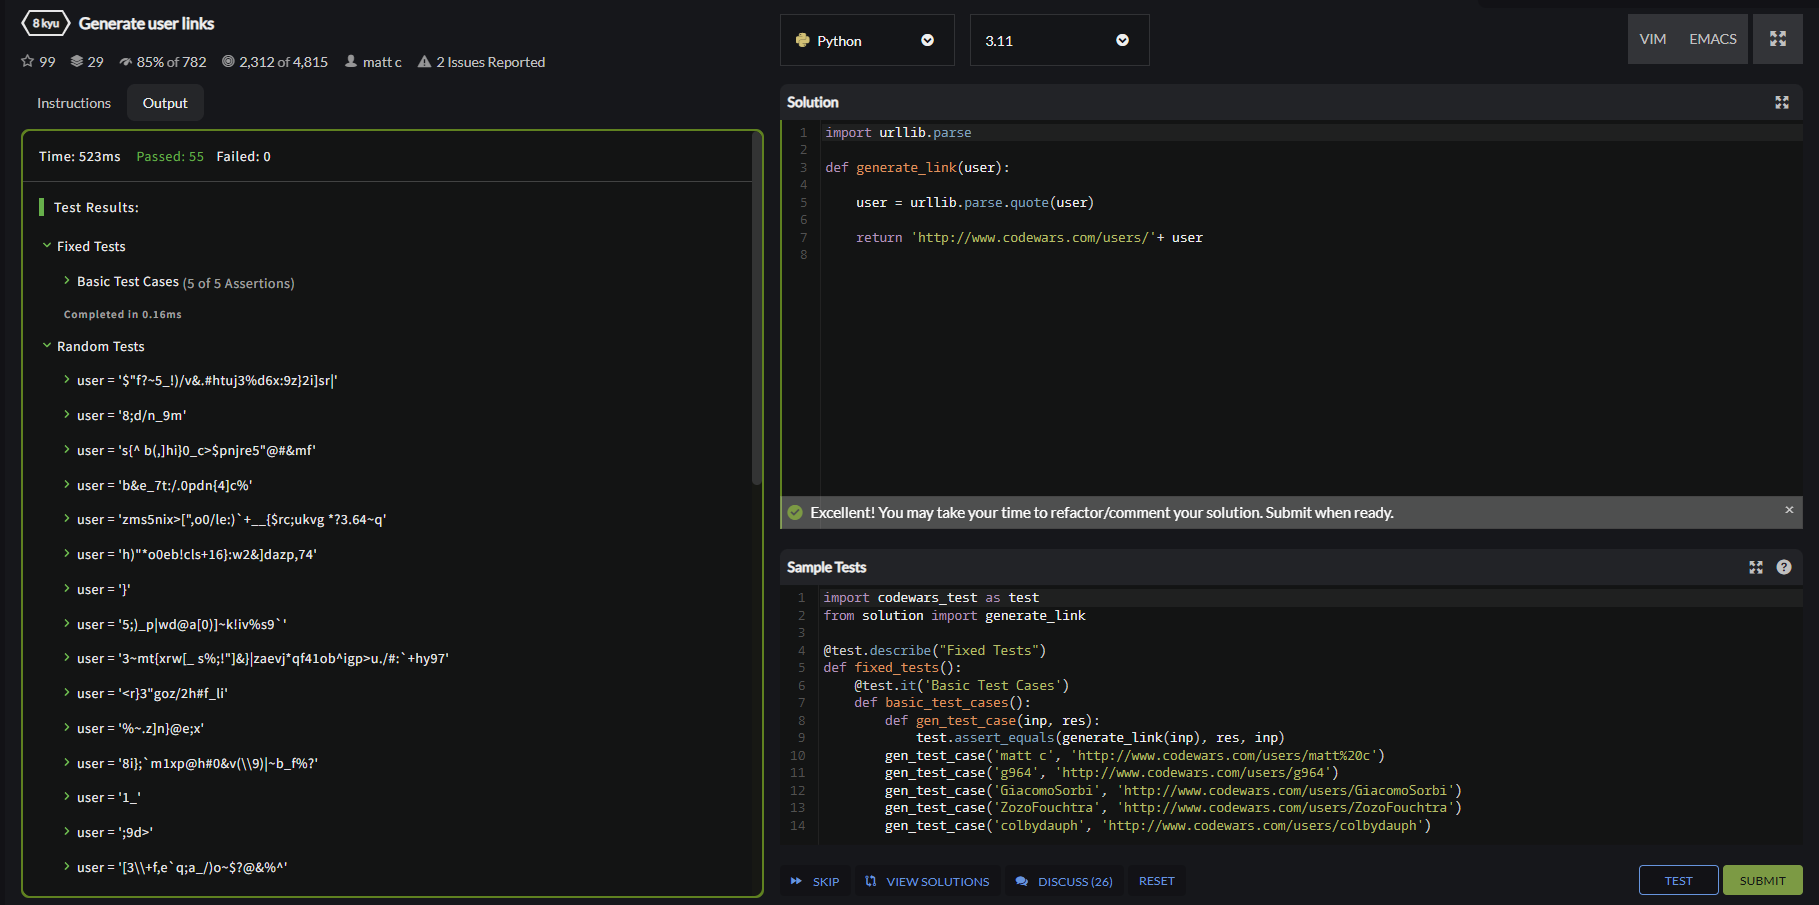 8 kyu Generate user links
99 29 85% of 782 2,312 of 4,815 matt c 2 Issues Reported
Instructions Output
Time: 523ms Passed: 55 Failed: 0
Test Results:
Fixed Tests
Basic Test Cases (5 of 5 Assertions)
Completed in 0.16ms
Random Tests
user = '$"f?~5_!)/v&.#htuj3%d6x:9z}2i]sr|'
user = '8;d/n_9m'
user = 's{^ b(,]hi}0_c>$pnjre5"@#&mf'
user = 'b&e_7t:/.0pdn{4]c%'
user = 'zms5nix>[",o0/le:)`+__{$rc;ukvg *?3.64~q'
user = 'h)"*o0eb!cls+16}:w2&]dazp,74'
user = '}'
user = '5;)_p|wd@a[0)]~k!iv%s9`'
user = '3~mt{xrw[_ s%;!"]&}|zaevj*qf41ob^igp>u./#:`+hy97'
user = '<r}3"goz/2h#f_li'
user = '%~.z]n}@e;x'
user = '8i};`m1xp@h#0&v(\\9)|~b_f%?'
user = '1_'
user = ';9d>'
user = '[3\\+f,e`q;a_/)o~$?@&%^'
Python 3.11
VIM EMACS
Solution
1 import urllib.parse
2
3 def generate_link(user):
4
5 user = urllib.parse.quote(user)
6
7 return 'http://www.codewars.com/users/'+ user
8
Excellent! You may take your time to refactor/comment your solution. Submit when ready. ×
Sample Tests ?
1 import codewars_test as test
2 from solution import generate_link
3
4 @test.describe("Fixed Tests")
5 def fixed_tests():
6 @test.it('Basic Test Cases')
7 def basic_test_cases():
8 def gen_test_case(inp, res):
9 test.assert_equals(generate_link(inp), res, inp)
10 gen_test_case('matt c', 'http://www.codewars.com/users/matt%20c')
11 gen_test_case('g964', 'http://www.codewars.com/users/g964')
12 gen_test_case('GiacomoSorbi', 'http://www.codewars.com/users/GiacomoSorbi')
13 gen_test_case('ZozoFouchtra', 'http://www.codewars.com/users/ZozoFouchtra')
14 gen_test_case('colbydauph', 'http://www.codewars.com/users/colbydauph')
SKIP VIEW SOLUTIONS DISCUSS (26) RESET TEST SUBMIT